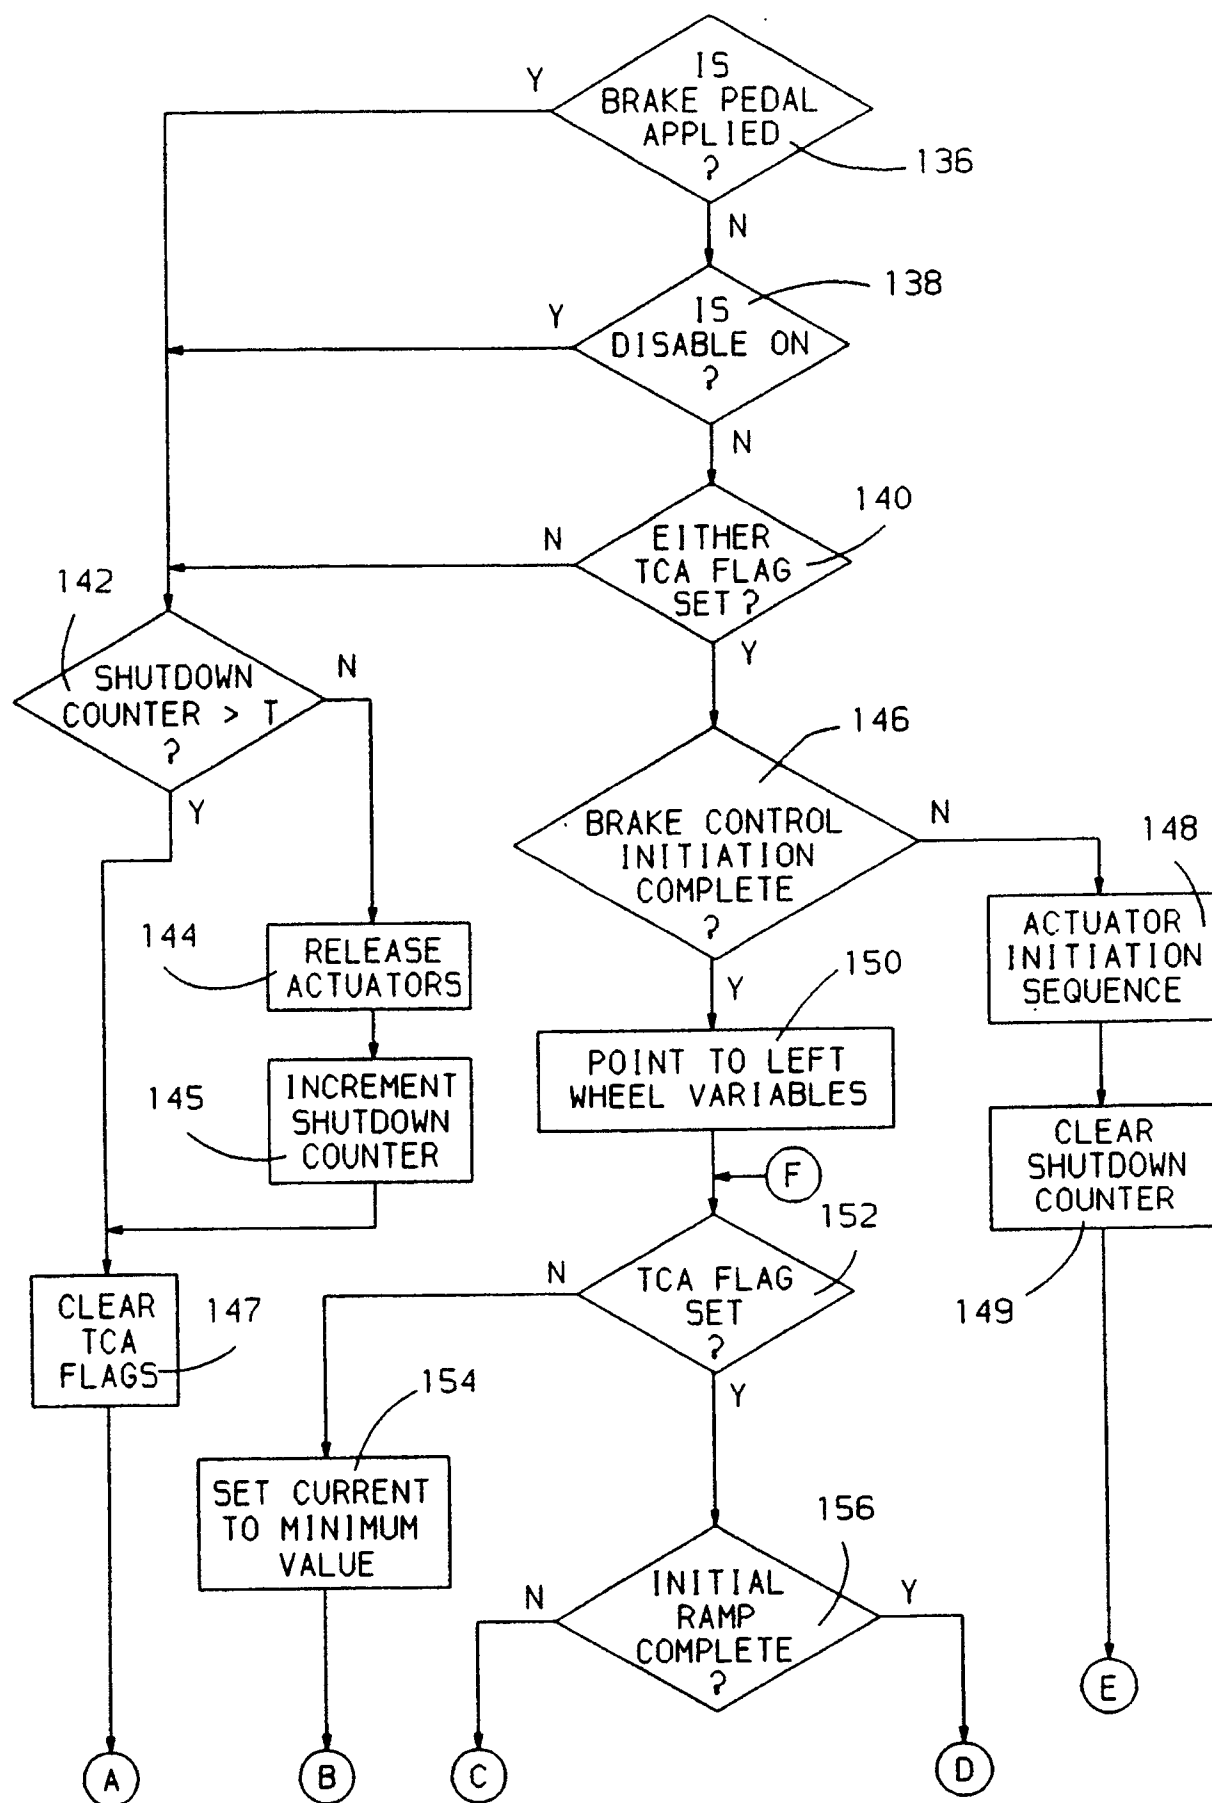 IS
BRAKE PEDAL
APPLIED
?
Y
136
N
138
IS
DISABLE ON
?
Y
N
140
EITHER
TCA FLAG
SET ?
N
Y
142
SHUTDOWN
COUNTER > T
?
N
Y
146
BRAKE CONTROL
INITIATION
COMPLETE
?
N
Y
148
ACTUATOR
INITIATION
SEQUENCE
144
RELEASE
ACTUATORS
150
POINT TO LEFT
WHEEL VARIABLES
145
INCREMENT
SHUTDOWN
COUNTER
CLEAR
SHUTDOWN
COUNTER
149
F
152
TCA FLAG
SET
?
N
Y
CLEAR
TCA
FLAGS
147
154
SET CURRENT
TO MINIMUM
VALUE
156
INITIAL
RAMP
COMPLETE
?
N
Y
E
A
B
C
D